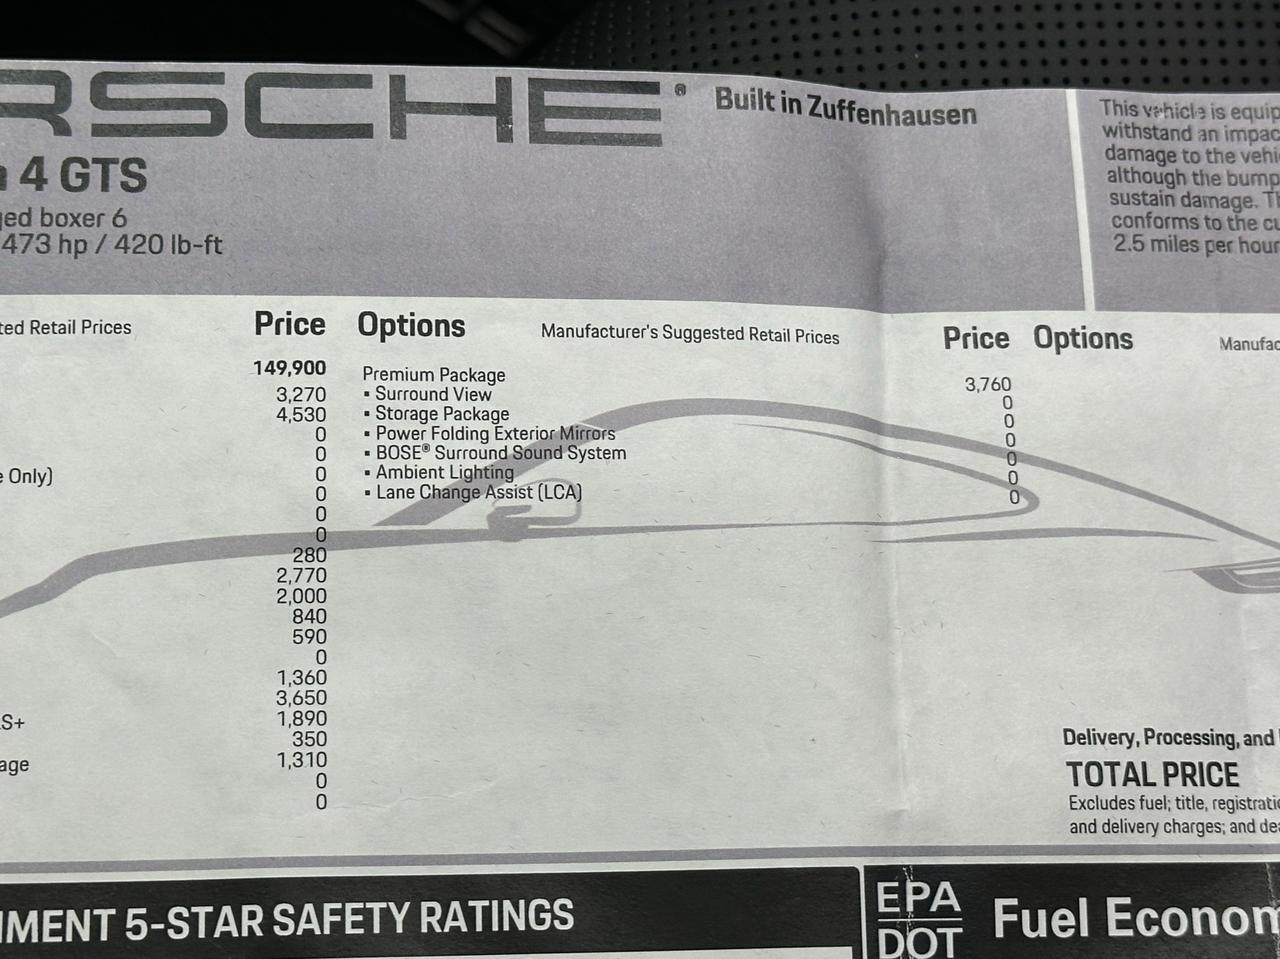 RSCHE® Built in Zuffenhausen
4 GTS
ged boxer 6
473 hp / 420 lb-ft
This vehicle is equip
withstand an impac
damage to the vehi
although the bump
sustain damage. Th
conforms to the cu
2.5 miles per hour
ted Retail Prices Price Options Manufacturer's Suggested Retail Prices Price Options Manufac
149,900 Premium Package 3,760
3,270 ▪ Surround View 0
4,530 ▪ Storage Package 0
0 ▪ Power Folding Exterior Mirrors 0
0 ▪ BOSE® Surround Sound System 0
e Only) 0 ▪ Ambient Lighting 0
0 ▪ Lane Change Assist (LCA) 0
0
0
280
2,770
2,000
840
590
0
1,360
3,650
S+ 1,890
350
age 1,310
0
0
Delivery, Processing, and
TOTAL PRICE
Excludes fuel; title, registratio
and delivery charges; and dea
NMENT 5-STAR SAFETY RATINGS
EPA
DOT
Fuel Econom